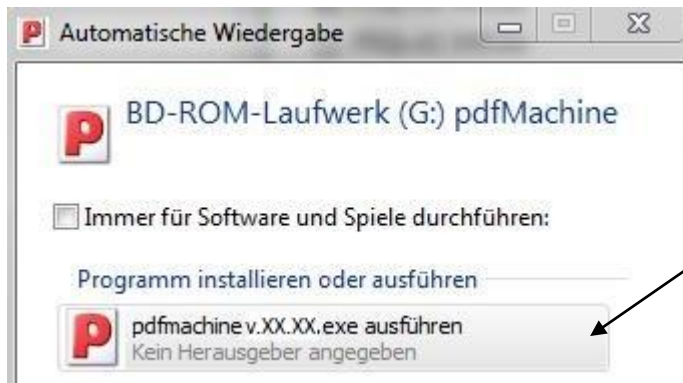 Automatische Wiedergabe
BD-ROM-Laufwerk (G:) pdfMachine
Immer für Software und Spiele durchführen:
Programm installieren oder ausführen
pdfmachine v.XX.XX.exe ausführen
Kein Herausgeber angegeben